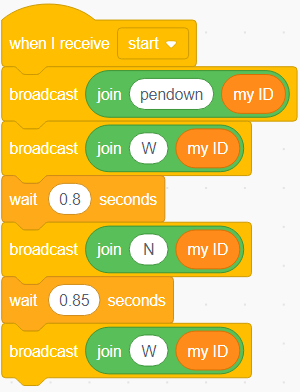 when I receive start
broadcast join pendown my ID
broadcast join W my ID
wait 0.8 seconds
broadcast join N my ID
wait 0.85 seconds
broadcast join W my ID